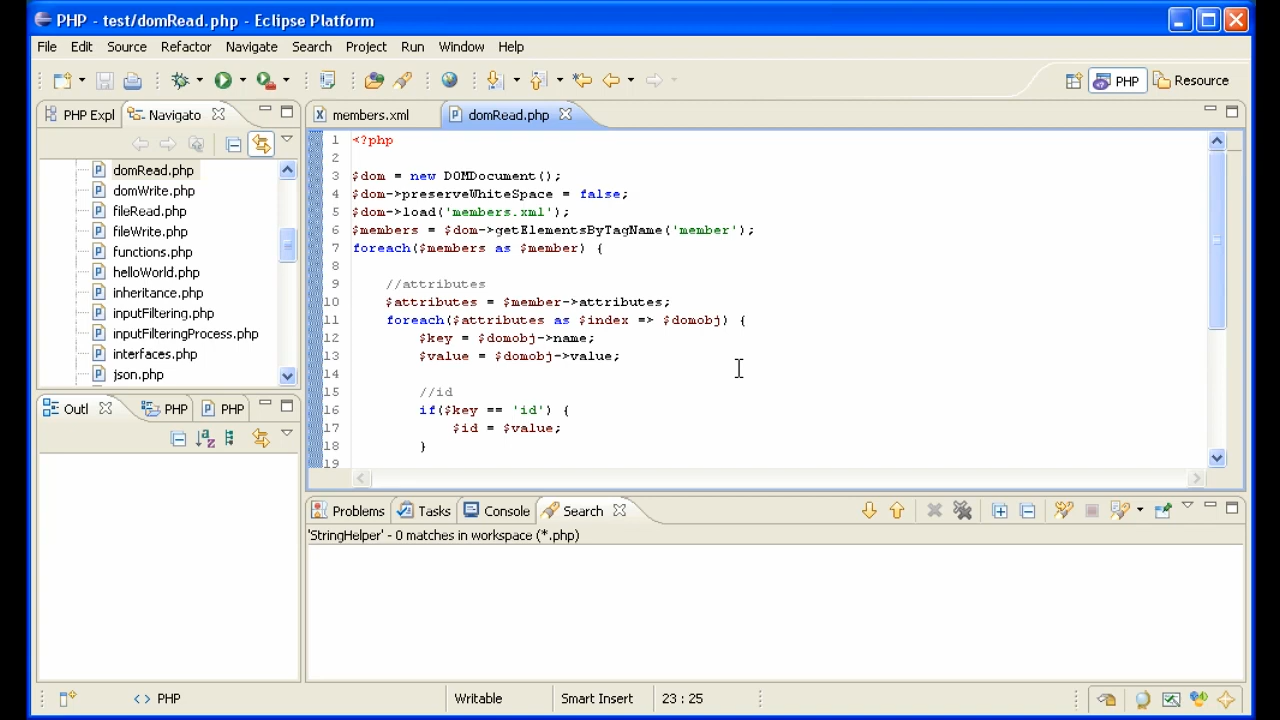 PHP - test/domRead.php - Eclipse Platform
File Edit Source Refactor Navigate Search Project Run Window Help
PHP Resource
PHP Expl Navigato
members.xml domRead.php
domRead.php
domWrite.php
fileRead.php
fileWrite.php
functions.php
helloWorld.php
inheritance.php
inputFiltering.php
inputFilteringProcess.php
interfaces.php
json.php
Outl PHP PHP
1 <?php
2
3 $dom = new DOMDocument();
4 $dom->preserveWhiteSpace = false;
5 $dom->load('members.xml');
6 $members = $dom->getElementsByTagName('member');
7 foreach($members as $member) {
8
9 //attributes
10 $attributes = $member->attributes;
11 foreach($attributes as $index => $domobj) {
12 $key = $domobj->name;
13 $value = $domobj->value;
14
15 //id
16 if($key == 'id') {
17 $id = $value;
18 }
19
Problems Tasks Console Search
'StringHelper' - 0 matches in workspace (*.php)
<> PHP Writable Smart Insert 23 : 25